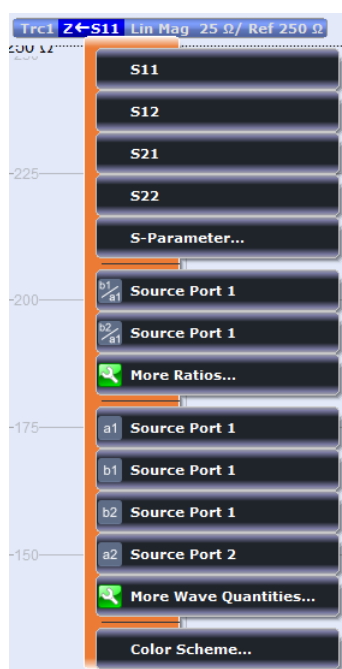 Trc1 Z←S11 Lin Mag 25 Ω/ Ref 250 Ω
250 Ω
250
S11
S12
S21
225
S22
S-Parameter...
b1/a1 Source Port 1
200
b2/a1 Source Port 1
More Ratios...
175
a1 Source Port 1
b1 Source Port 1
b2 Source Port 1
150
a2 Source Port 2
More Wave Quantities...
Color Scheme...